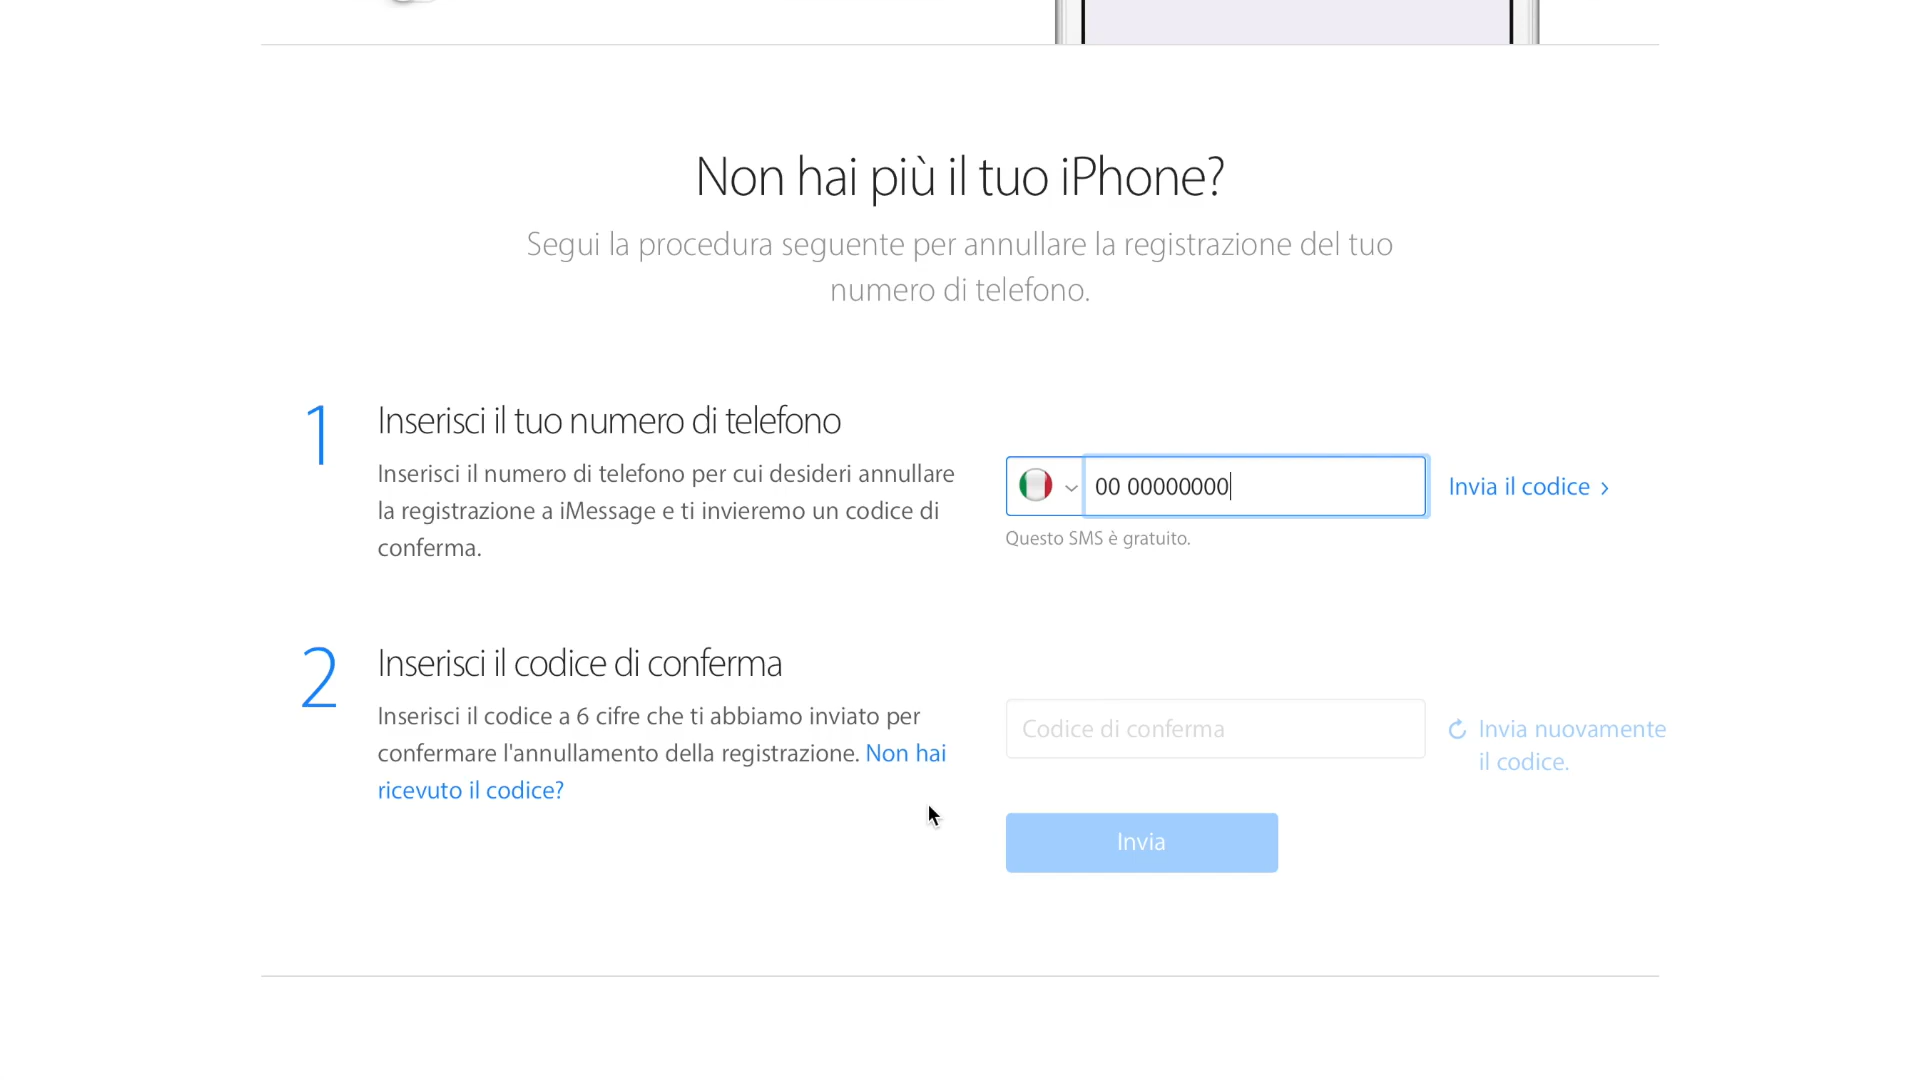 Non hai più il tuo iPhone?
Segui la procedura seguente per annullare la registrazione del tuo
numero di telefono.
1
Inserisci il tuo numero di telefono
Inserisci il numero di telefono per cui desideri annullare
la registrazione a iMessage e ti invieremo un codice di
conferma.
00 00000000
Invia il codice ›
Questo SMS è gratuito.
2
Inserisci il codice di conferma
Inserisci il codice a 6 cifre che ti abbiamo inviato per
confermare l'annullamento della registrazione. Non hai
ricevuto il codice?
Codice di conferma
Invia nuovamente
il codice.
Invia